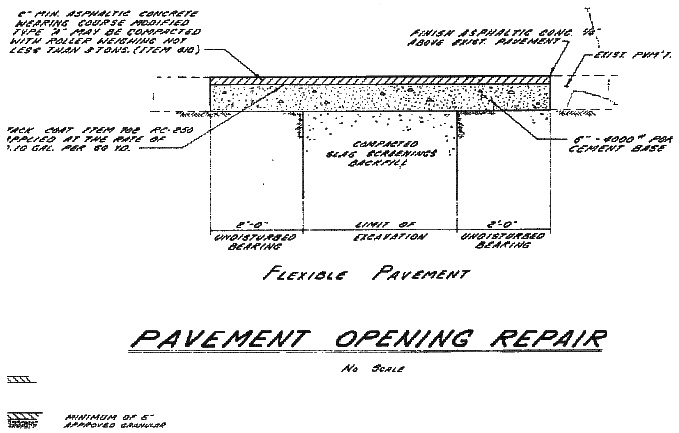 2" MIN. ASPHALTIC CONCRETE
WEARING COURSE MODIFIED
TYPE "A" MAY BE COMPACTED
WITH ROLLER WEIGHING NOT
LESS THAN 8 TONS. (ITEM 410)
FINISH ASPHALTIC CONC. 1/4"
ABOVE EXIST. PAVEMENT
EXIST. PVM'T.
TACK COAT ITEM 702 RC-250
APPLIED AT THE RATE OF
0.10 GAL. PER SQ YD.
COMPACTED
SLAG SCREENINGS
BACKFILL
6" - 4000# POR
CEMENT BASE
2'-0"
UNDISTURBED
BEARING
LIMIT OF
EXCAVATION
2'-0"
UNDISTURBED
BEARING
FLEXIBLE PAVEMENT
PAVEMENT OPENING REPAIR
NO SCALE
MINIMUM OF 6"
APPROVED GRANULAR